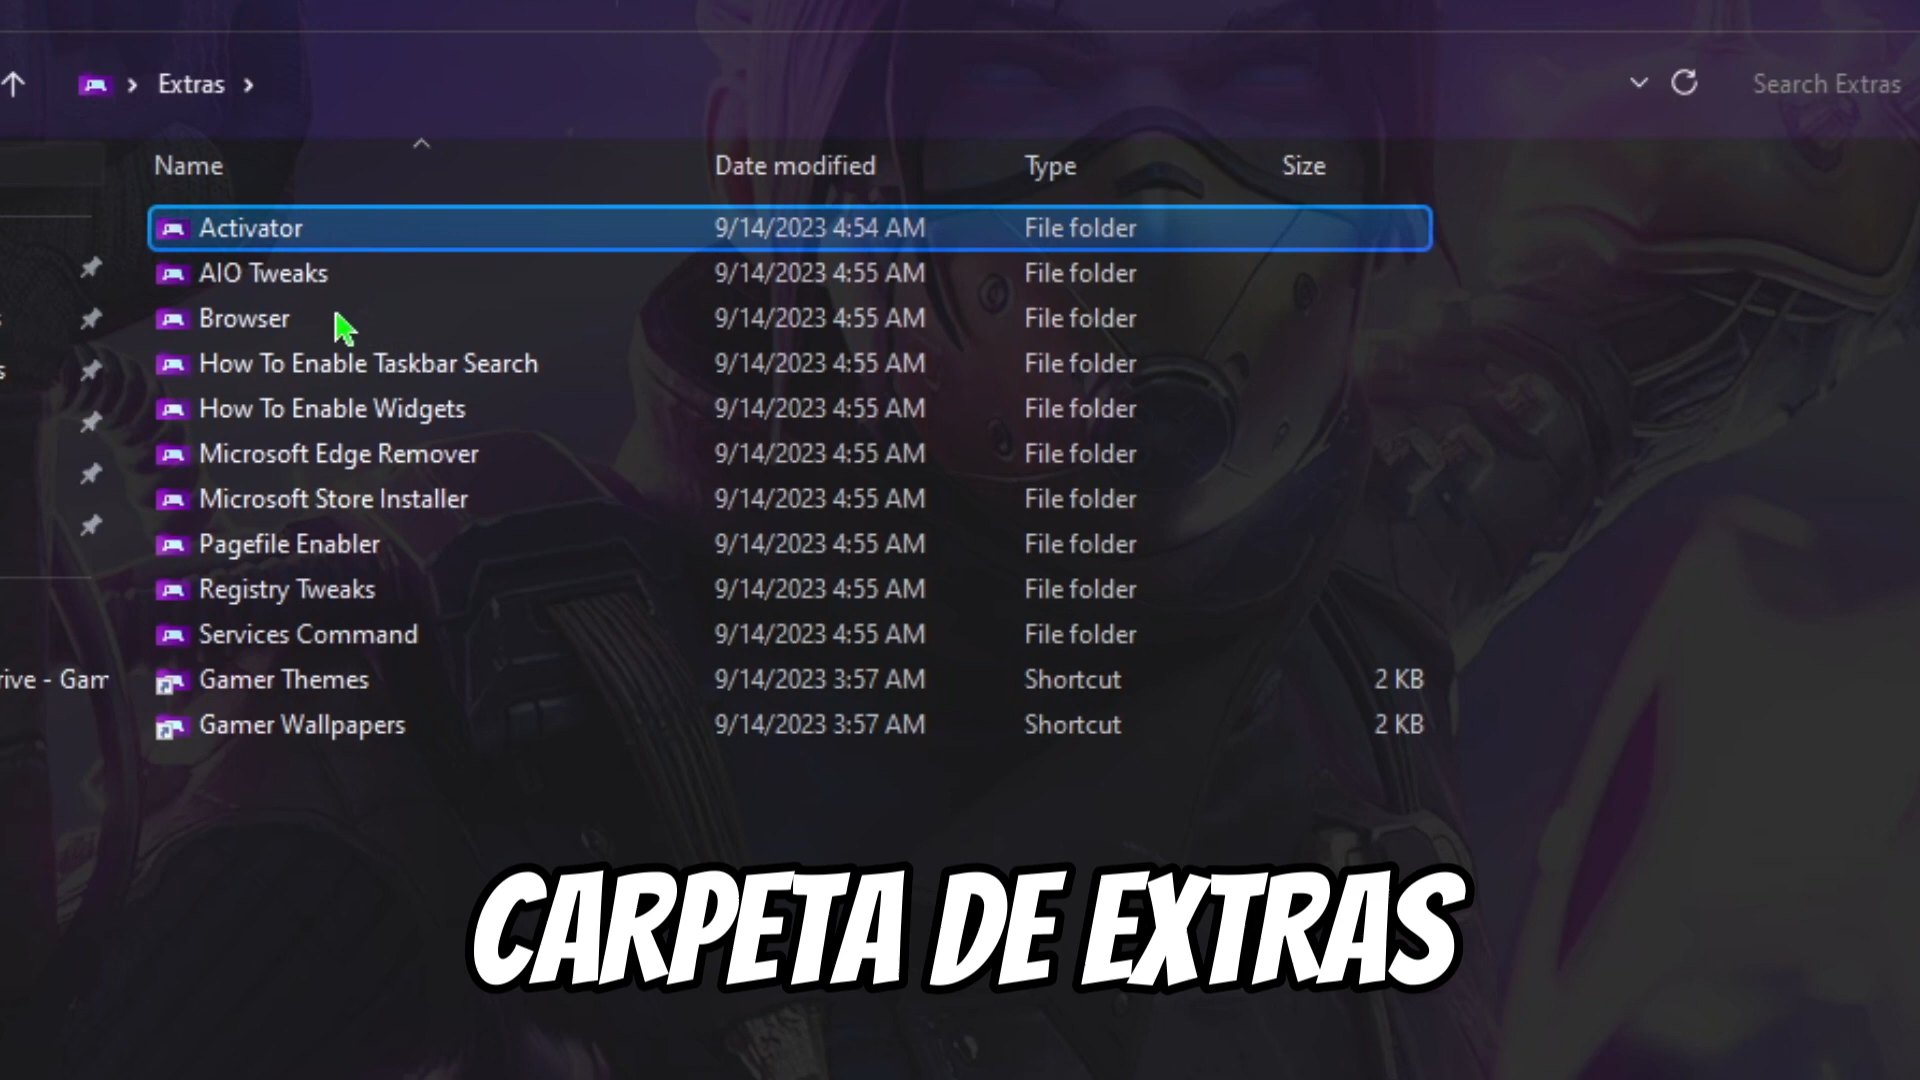 Extras
Search Extras
Name Date modified Type Size
Activator 9/14/2023 4:54 AM File folder
AIO Tweaks 9/14/2023 4:55 AM File folder
Browser 9/14/2023 4:55 AM File folder
How To Enable Taskbar Search 9/14/2023 4:55 AM File folder
How To Enable Widgets 9/14/2023 4:55 AM File folder
Microsoft Edge Remover 9/14/2023 4:55 AM File folder
Microsoft Store Installer 9/14/2023 4:55 AM File folder
Pagefile Enabler 9/14/2023 4:55 AM File folder
Registry Tweaks 9/14/2023 4:55 AM File folder
Services Command 9/14/2023 4:55 AM File folder
rive - Gam
Gamer Themes 9/14/2023 3:57 AM Shortcut 2 KB
Gamer Wallpapers 9/14/2023 3:57 AM Shortcut 2 KB
CARPETA DE EXTRAS